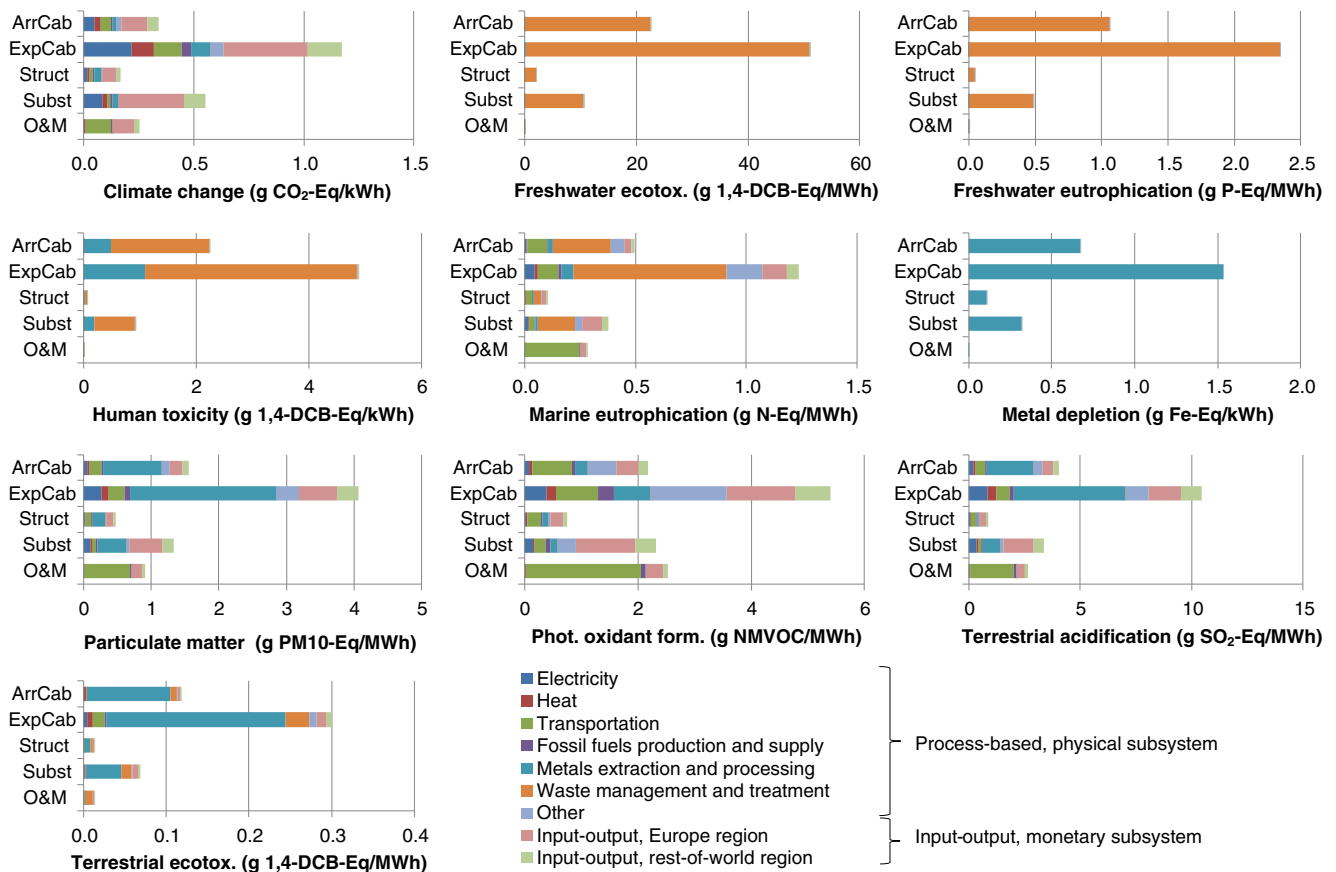 ArrCab
ExpCab
Struct
Subst
O&M
0.0 0.5 1.0 1.5
Climate change (g CO₂-Eq/kWh)
0 20 40 60
Freshwater ecotox. (g 1,4-DCB-Eq/MWh)
ArrCab
ExpCab
Struct
Subst
O&M
ArrCab
ExpCab
Struct
Subst
O&M
0.0 0.5 1.0 1.5 2.0 2.5
Freshwater eutrophication (g P-Eq/MWh)
ArrCab
ExpCab
Struct
Subst
O&M
0 2 4 6
Human toxicity (g 1,4-DCB-Eq/kWh)
ArrCab
ExpCab
Struct
Subst
O&M
0.0 0.5 1.0 1.5
Marine eutrophication (g N-Eq/MWh)
ArrCab
ExpCab
Struct
Subst
O&M
0.0 0.5 1.0 1.5 2.0
Metal depletion (g Fe-Eq/kWh)
ArrCab
ExpCab
Struct
Subst
O&M
0 1 2 3 4 5
Particulate matter (g PM10-Eq/MWh)
ArrCab
ExpCab
Struct
Subst
O&M
0 2 4 6
Phot. oxidant form. (g NMVOC/MWh)
ArrCab
ExpCab
Struct
Subst
O&M
0 5 10 15
Terrestrial acidification (g SO₂-Eq/MWh)
ArrCab
ExpCab
Struct
Subst
O&M
0.0 0.1 0.2 0.3 0.4
Terrestrial ecotox. (g 1,4-DCB-Eq/MWh)
Electricity
Heat
Transportation
Fossil fuels production and supply
Metals extraction and processing
Waste management and treatment
Other
Input-output, Europe region
Input-output, rest-of-world region
Process-based, physical subsystem
Input-output, monetary subsystem